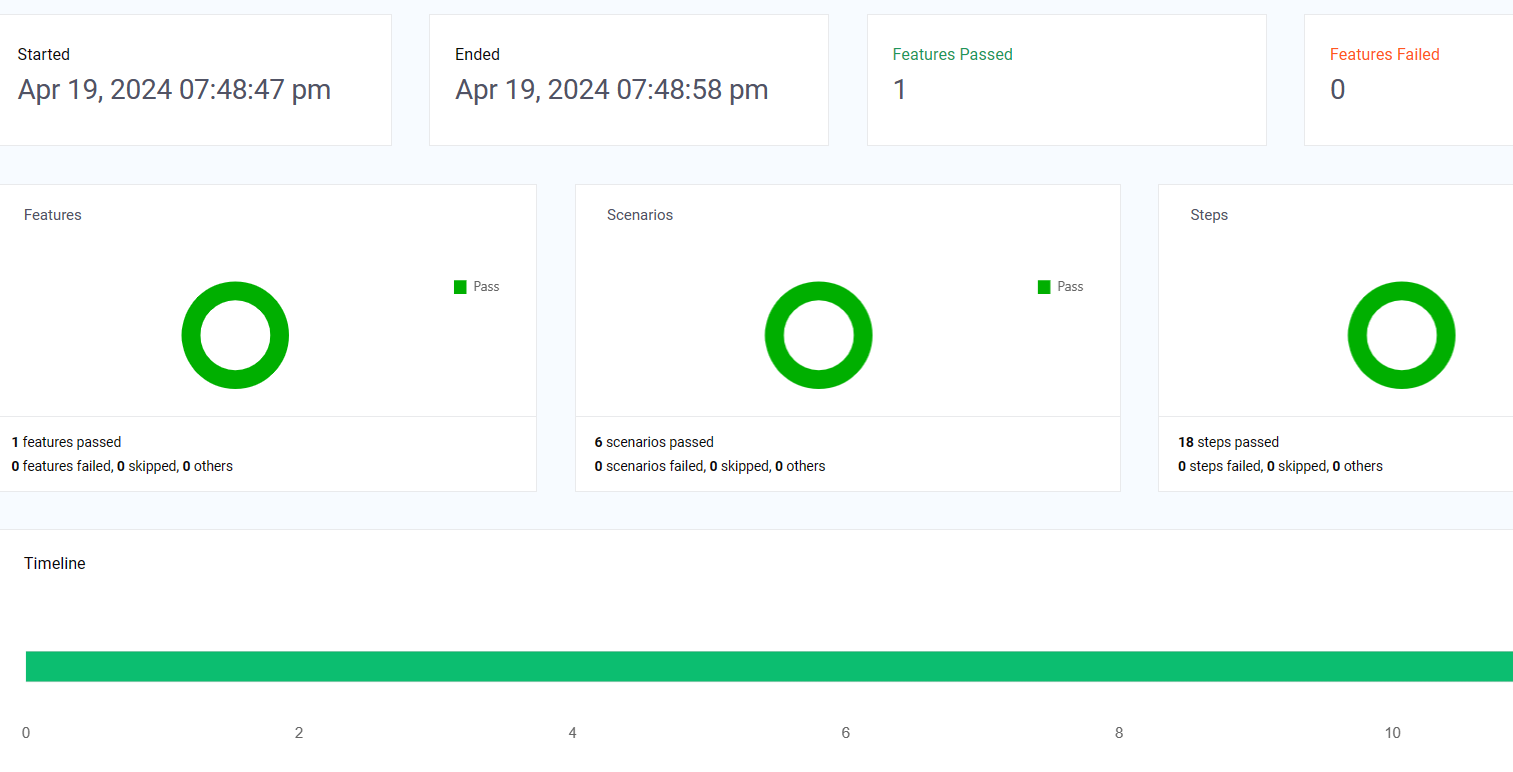 Started
Apr 19, 2024 07:48:47 pm
Ended
Apr 19, 2024 07:48:58 pm
Features Passed
1
Features Failed
0
Features
Pass
1 features passed
0 features failed, 0 skipped, 0 others
Scenarios
Pass
6 scenarios passed
0 scenarios failed, 0 skipped, 0 others
Steps
18 steps passed
0 steps failed, 0 skipped, 0 others
Timeline
0 2 4 6 8 10